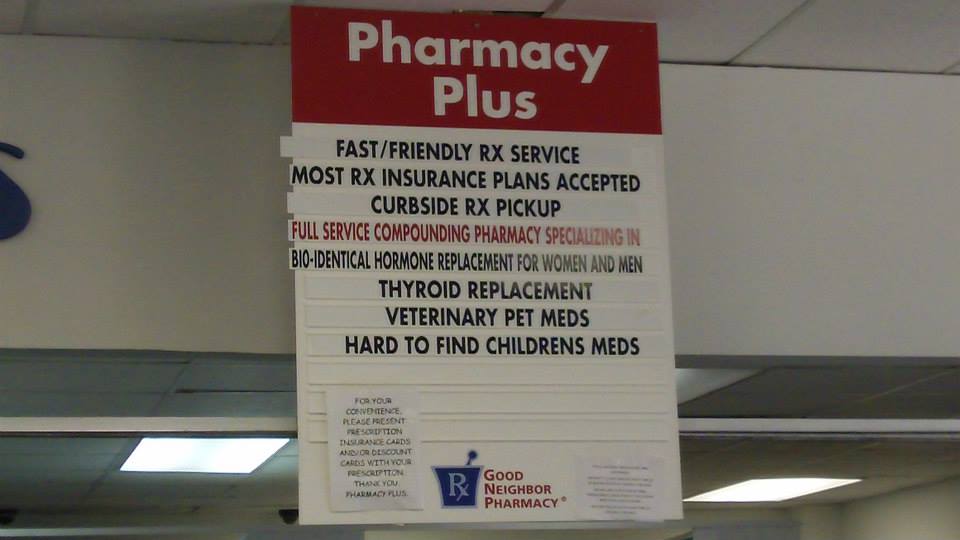 Pharmacy
Plus
FAST/FRIENDLY RX SERVICE
MOST RX INSURANCE PLANS ACCEPTED
CURBSIDE RX PICKUP
FULL SERVICE COMPOUNDING PHARMACY SPECIALIZING IN
BIO-IDENTICAL HORMONE REPLACEMENT FOR WOMEN AND MEN
THYROID REPLACEMENT
VETERINARY PET MEDS
HARD TO FIND CHILDRENS MEDS
FOR YOUR
CONVENIENCE,
PLEASE PRESENT
PRESCRIPTION
INSURANCE CARDS
AND/OR DISCOUNT
CARDS WITH YOUR
PRESCRIPTION.
THANK YOU,
PHARMACY PLUS.
Rx
GOOD
NEIGHBOR
PHARMACY®